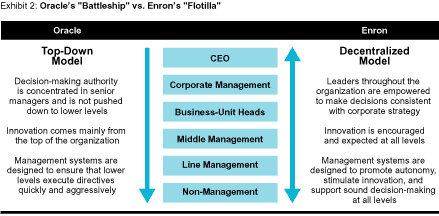 Exhibit 2: Oracle's "Battleship" vs. Enron's "Flotilla"
Oracle
Enron
Top-Down
Model
Decision-making authority
is concentrated in senior
managers and is not pushed
down to lower levels
Innovation comes mainly from
the top of the organization
Management systems are
designed to ensure that lower
levels execute directives
quickly and aggressively
CEO
Corporate Management
Business-Unit Heads
Middle Management
Line Management
Non-Management
Decentralized
Model
Leaders throughout the
organization are empowered
to make decisions consistent
with corporate strategy
Innovation is encouraged
and expected at all levels
Management systems are
designed to promote autonomy,
stimulate innovation, and
support sound decision-making
at all levels